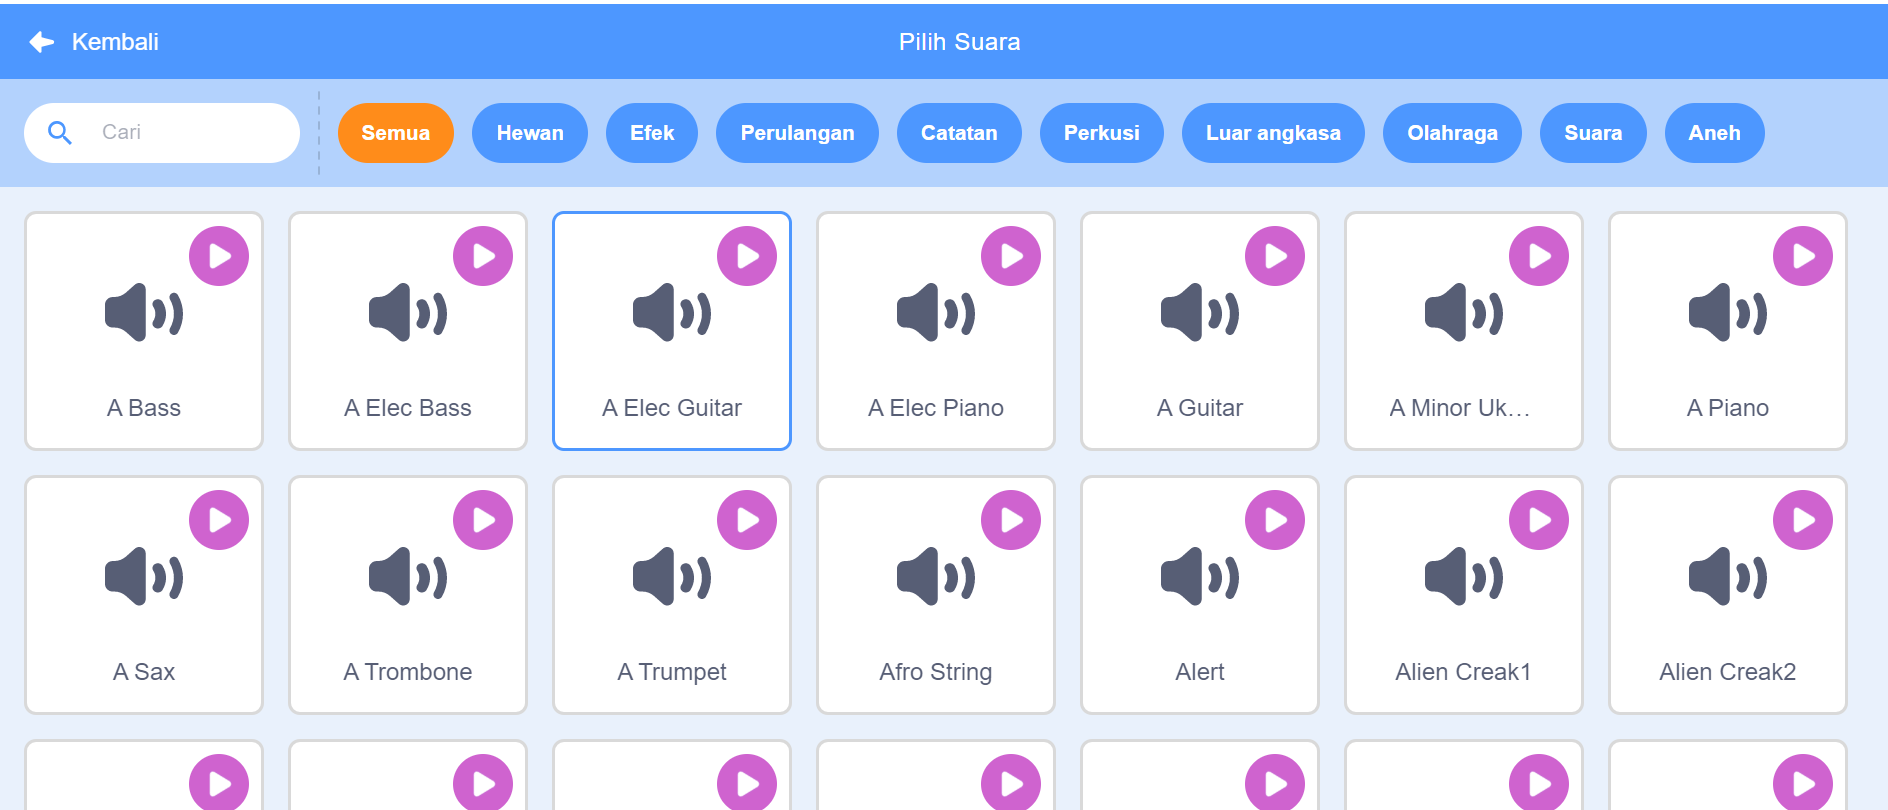 Kembali
Pilih Suara
Cari
Semua
Hewan
Efek
Perulangan
Catatan
Perkusi
Luar angkasa
Olahraga
Suara
Aneh
A Bass
A Elec Bass
A Elec Guitar
A Elec Piano
A Guitar
A Minor Uk…
A Piano
A Sax
A Trombone
A Trumpet
Afro String
Alert
Alien Creak1
Alien Creak2